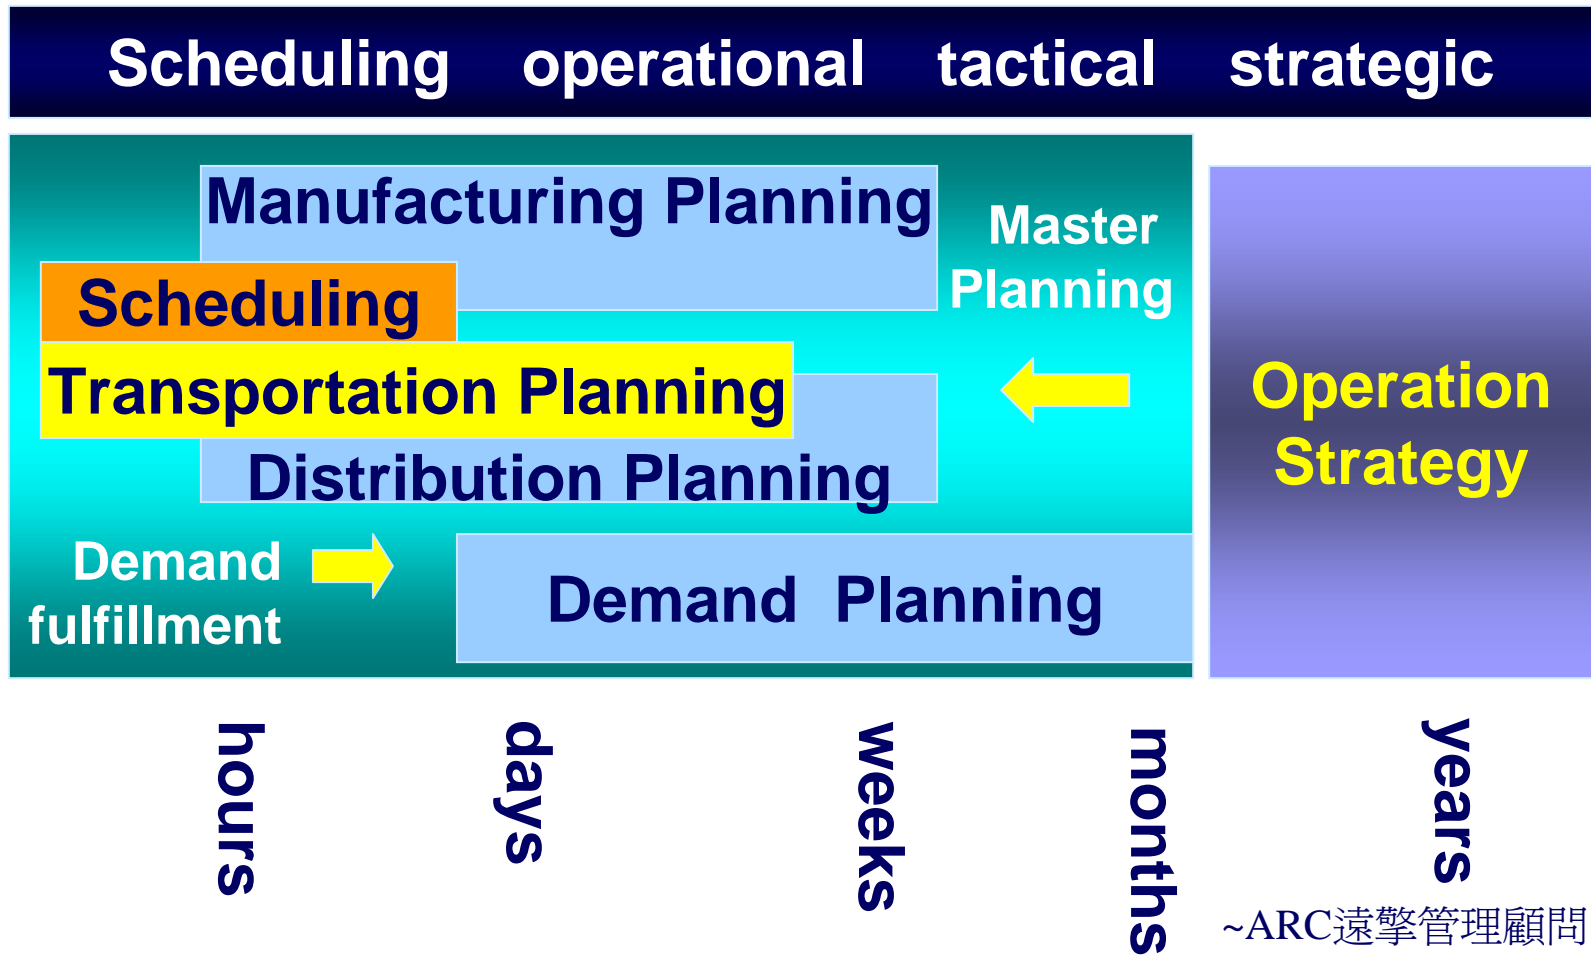 Scheduling operational tactical strategic
Manufacturing Planning
Master
Planning
Scheduling
Transportation Planning
Operation
Strategy
Distribution Planning
Demand
fulfillment
Demand Planning
hours
days
weeks
months
years
~ARC遠擎管理顧問